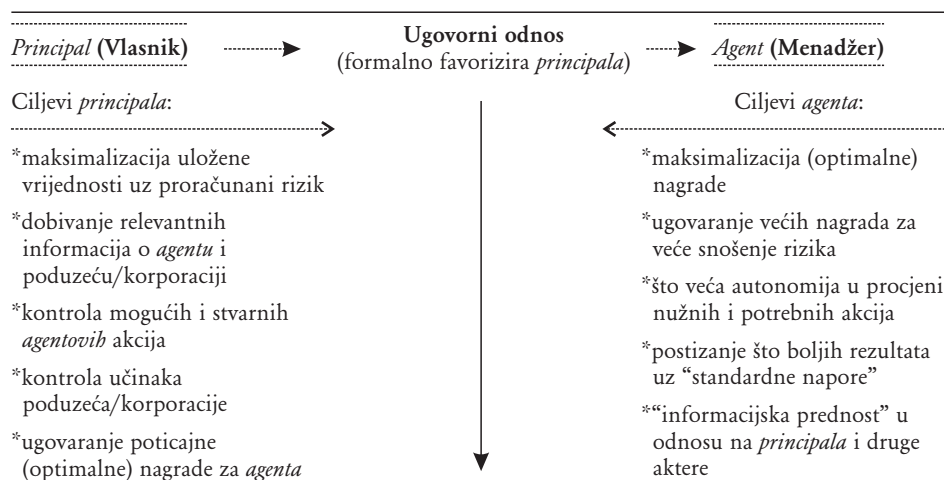 Principal (Vlasnik)
Ugovorni odnos
(formalno favorizira principala)
Agent (Menadžer)
Ciljevi principala:
*maksimalizacija uložene
vrijednosti uz proračunani rizik
*dobivanje relevantnih
informacija o agentu i
poduzeću/korporaciji
*kontrola mogućih i stvarnih
agentovih akcija
*kontrola učinaka
poduzeća/korporacije
*ugovaranje poticajne
(optimalne) nagrade za agenta
Ciljevi agenta:
*maksimalizacija (optimalne)
nagrade
*ugovaranje većih nagrada za
veće snošenje rizika
*što veća autonomija u procjeni
nužnih i potrebnih akcija
*postizanje što boljih rezultata
uz “standardne napore”
*“informacijska prednost” u
odnosu na principala i druge
aktere